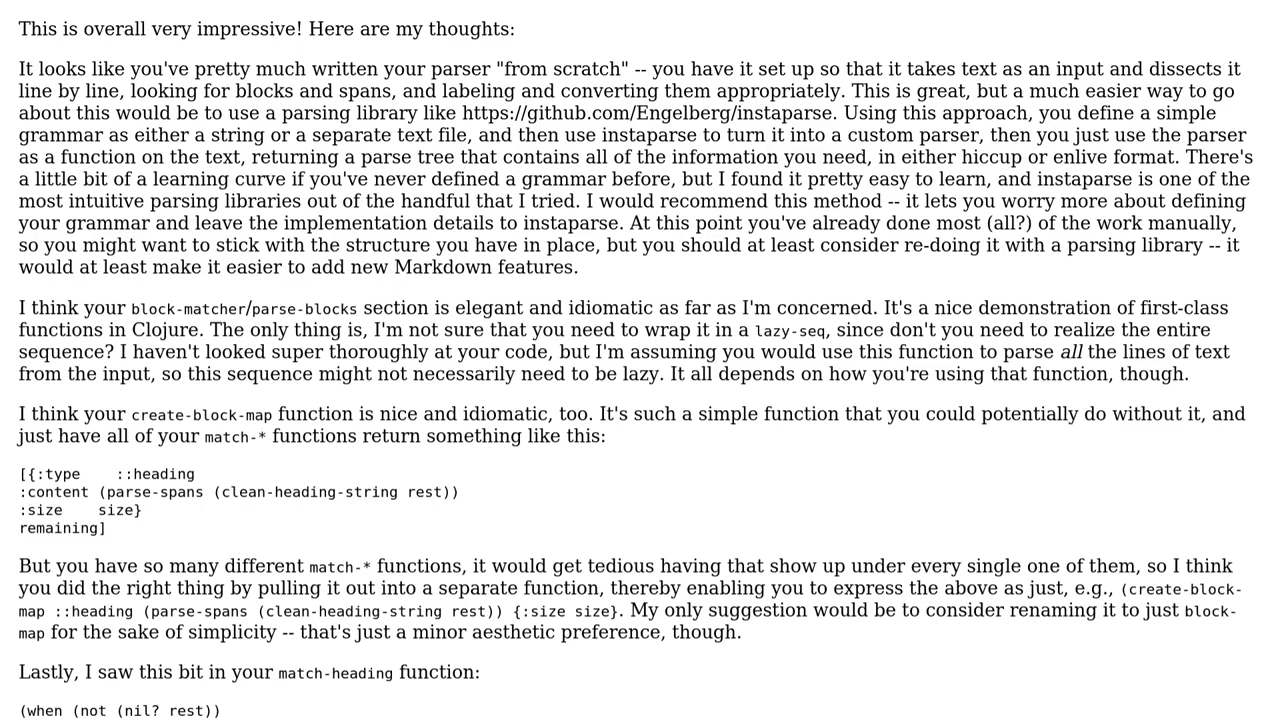 This is overall very impressive! Here are my thoughts:
It looks like you've pretty much written your parser "from scratch" -- you have it set up so that it takes text as an input and dissects it
line by line, looking for blocks and spans, and labeling and converting them appropriately. This is great, but a much easier way to go
about this would be to use a parsing library like https://github.com/Engelberg/instaparse. Using this approach, you define a simple
grammar as either a string or a separate text file, and then use instaparse to turn it into a custom parser, then you just use the parser
as a function on the text, returning a parse tree that contains all of the information you need, in either hiccup or enlive format. There's
a little bit of a learning curve if you've never defined a grammar before, but I found it pretty easy to learn, and instaparse is one of the
most intuitive parsing libraries out of the handful that I tried. I would recommend this method -- it lets you worry more about defining
your grammar and leave the implementation details to instaparse. At this point you've already done most (all?) of the work manually,
so you might want to stick with the structure you have in place, but you should at least consider re-doing it with a parsing library -- it
would at least make it easier to add new Markdown features.
I think your block-matcher/parse-blocks section is elegant and idiomatic as far as I'm concerned. It's a nice demonstration of first-class
functions in Clojure. The only thing is, I'm not sure that you need to wrap it in a lazy-seq, since don't you need to realize the entire
sequence? I haven't looked super thoroughly at your code, but I'm assuming you would use this function to parse all the lines of text
from the input, so this sequence might not necessarily need to be lazy. It all depends on how you're using that function, though.
I think your create-block-map function is nice and idiomatic, too. It's such a simple function that you could potentially do without it, and
just have all of your match-* functions return something like this:
[{:type    ::heading
:content (parse-spans (clean-heading-string rest))
:size    size}
remaining]
But you have so many different match-* functions, it would get tedious having that show up under every single one of them, so I think
you did the right thing by pulling it out into a separate function, thereby enabling you to express the above as just, e.g., (create-block-
map ::heading (parse-spans (clean-heading-string rest)) {:size size}. My only suggestion would be to consider renaming it to just block-
map for the sake of simplicity -- that's just a minor aesthetic preference, though.
Lastly, I saw this bit in your match-heading function:
(when (not (nil? rest))